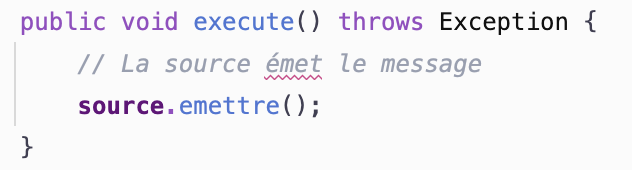 public void execute() throws Exception {
// La source émet le message
source.emettre();
}